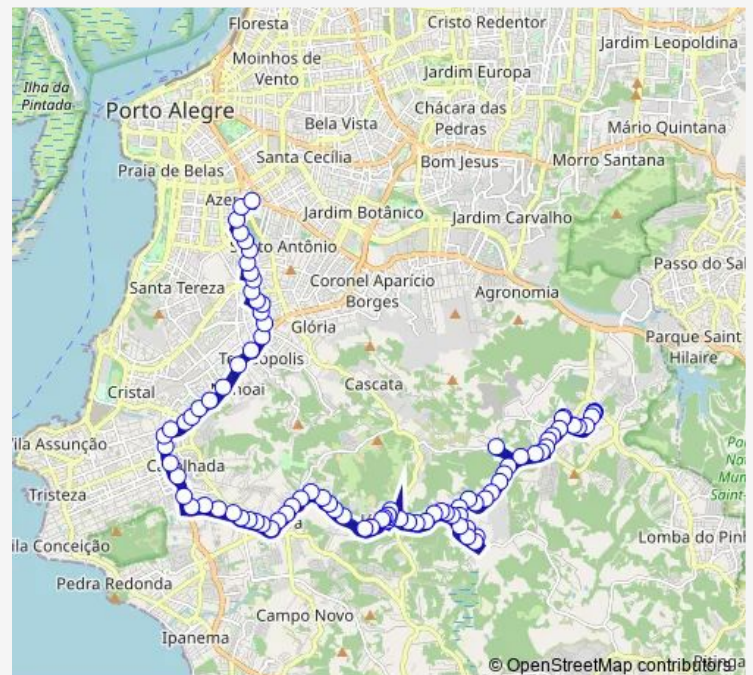 Floresta
Cristo Redentor
Jardim Leopoldina
Moinhos de
Vento
Jardim Europa
Ilha da
Pintada
Porto Alegre
Chácara das
Pedras
Bela Vista
Mário Quintana
Santa Cecília
Bom Jesus
Morro Santana
Praia de Belas
Jardim Botânico
Jardim Carvalho
Antônio
Passo do
Coronel Aparício
Borges
Santa Tereza
Agronomia
Glória
Parque Saint
Hilaire
Cascata
Cristal
Vila Assunção
Tristeza
Vila Conceição
Lomba do
Pedra Redonda
Campo Novo
Ipanema
© OpenStreetMap contributors